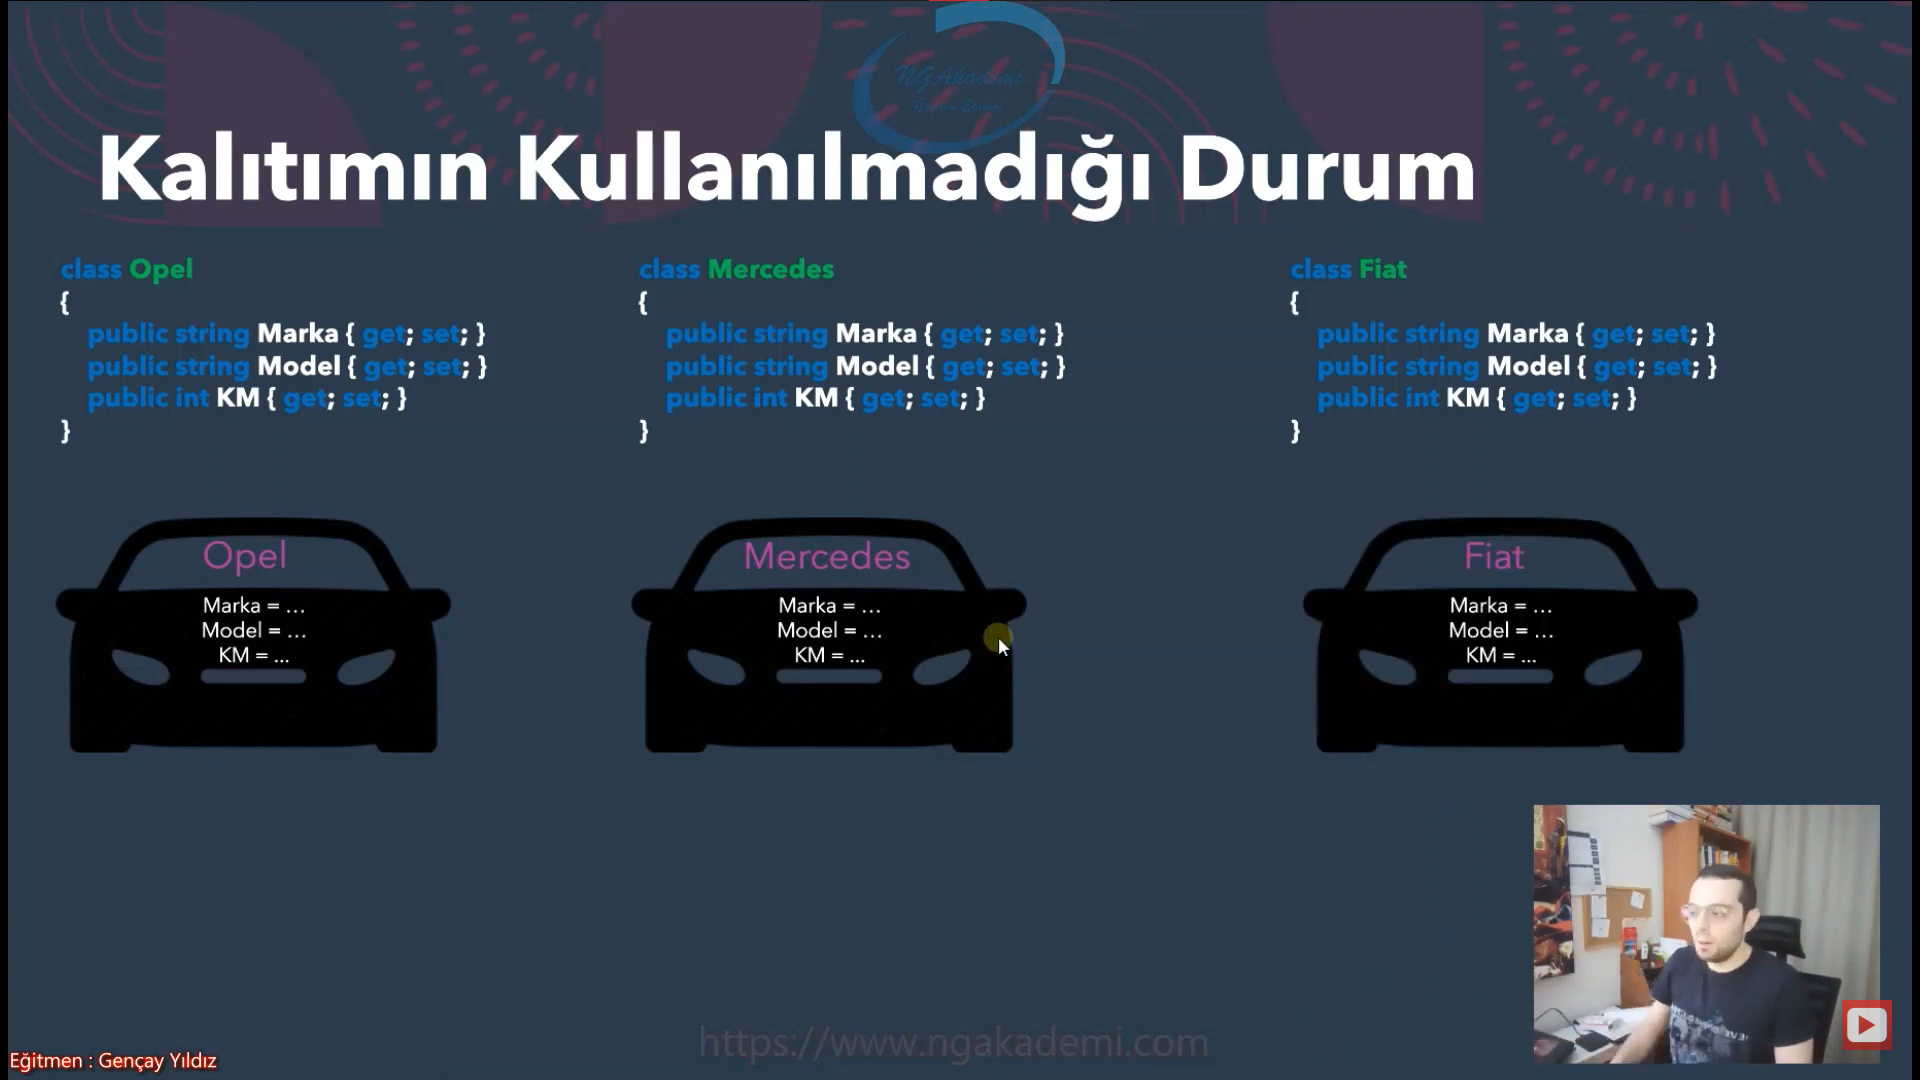 NGAkademi
Kalıtımın Kullanılmadığı Durum
class Opel
{
public string Marka { get; set; }
public string Model { get; set; }
public int KM { get; set; }
}
class Mercedes
{
public string Marka { get; set; }
public string Model { get; set; }
public int KM { get; set; }
}
class Fiat
{
public string Marka { get; set; }
public string Model { get; set; }
public int KM { get; set; }
}
Opel
Marka = ...
Model = ...
KM = ...
Mercedes
Marka = ...
Model = ...
KM = ...
Fiat
Marka = ...
Model = ...
KM = ...
https://www.ngakademi.com
Eğitmen : Gençay Yıldız